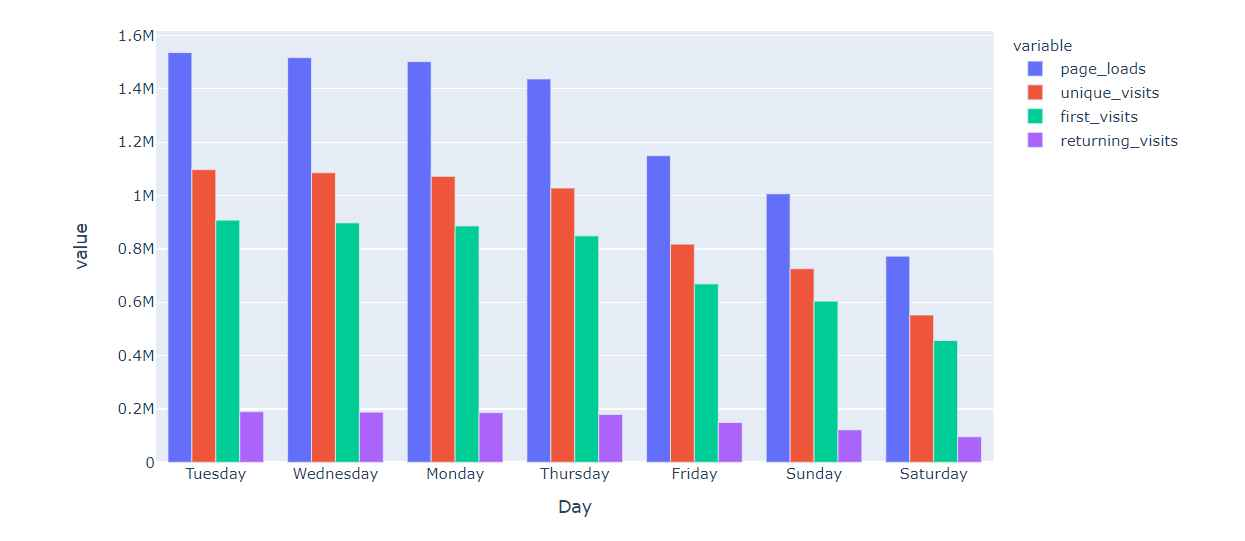 1.6M
1.4M
1.2M
1M
0.8M
0.6M
0.4M
0.2M
0
value
Tuesday Wednesday Monday Thursday Friday Sunday Saturday
Day
variable
page_loads
unique_visits
first_visits
returning_visits